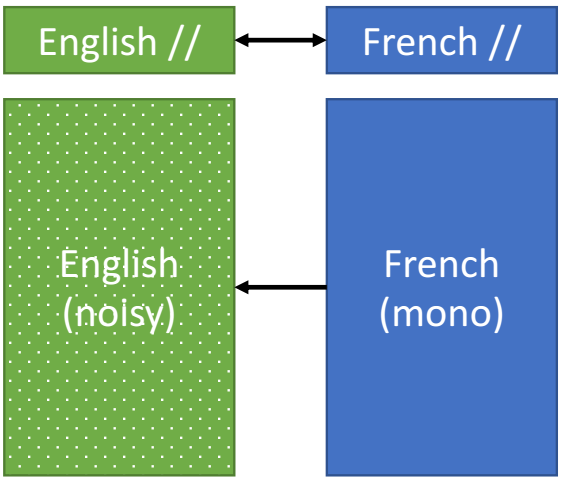 English //
French //
English
(noisy)
French
(mono)